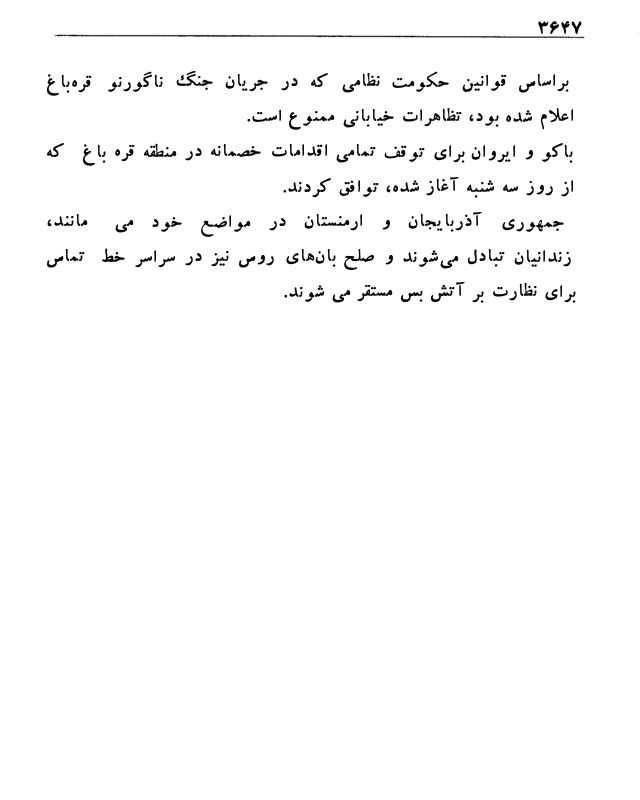 ۳۶۴۷
براساس قوانین حکومت نظامی که در جریان جنگ ناگورنو قره‌باغ
اعلام شده بود، تظاهرات خیابانی ممنوع است.
باکو و ایروان برای توقف تمامی اقدامات خصمانه در منطقه قره باغ که
از روز سه شنبه آغاز شده، توافق کردند.
جمهوری آذربایجان و ارمنستان در مواضع خود می مانند،
زندانیان تبادل می‌شوند و صلح بان‌های روس نیز در سراسر خط تماس
برای نظارت بر آتش بس مستقر می شوند.